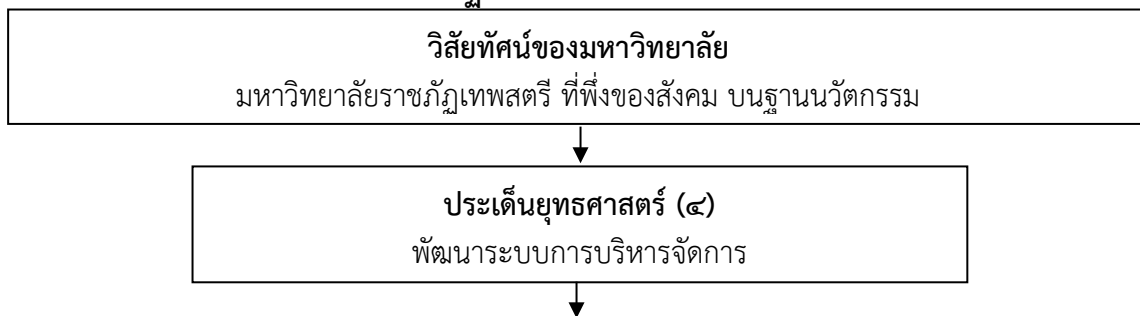 วิสัยทัศน์ของมหาวิทยาลัย
มหาวิทยาลัยราชภัฏเทพสตรี ที่พึ่งของสังคม บนฐานนวัตกรรม
ประเด็นยุทธศาสตร์ (๔)
พัฒนาระบบการบริหารจัดการ